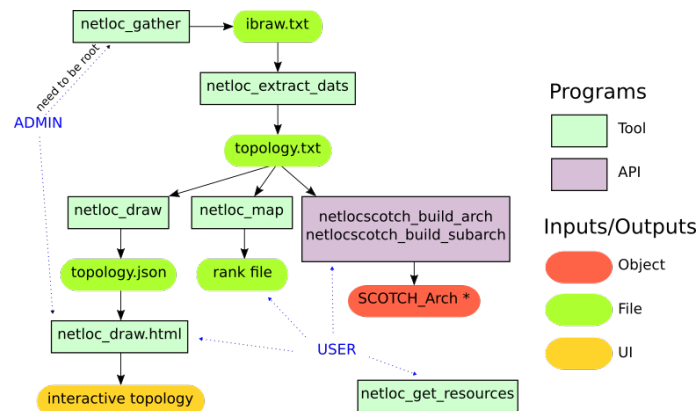 netloc_gather
ibraw.txt
need to be root
netloc_extract_dats
ADMIN
topology.txt
netloc_draw
netloc_map
netlocscotch_build_arch
netlocscotch_build_subarch
topology.json
rank file
SCOTCH_Arch *
netloc_draw.html
USER
interactive topology
netloc_get_resources
Programs
Tool
API
Inputs/Outputs
Object
File
UI